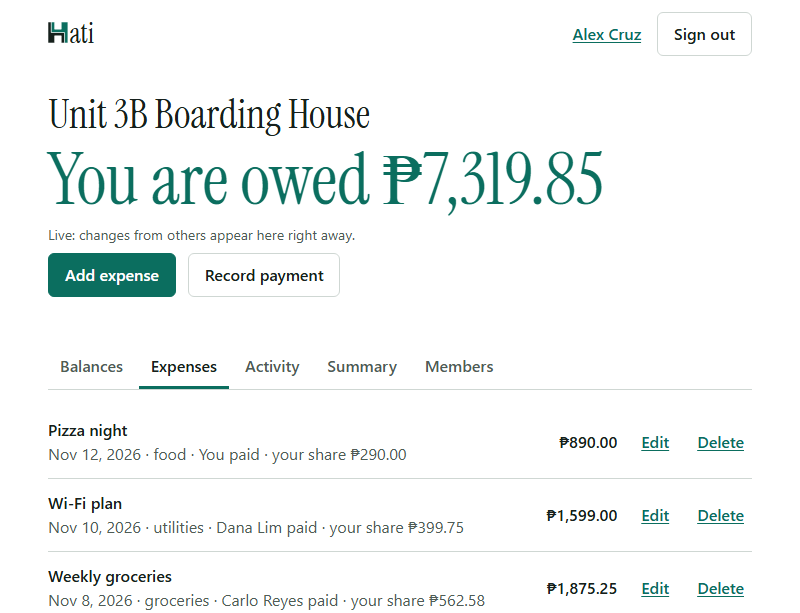 Hati
Alex Cruz
Sign out
Unit 3B Boarding House
You are owed ₱7,319.85
Live: changes from others appear here right away.
Add expense
Record payment
Balances
Expenses
Activity
Summary
Members
Pizza night
Nov 12, 2026 · food · You paid · your share ₱290.00
₱890.00
Edit
Delete
Wi-Fi plan
Nov 10, 2026 · utilities · Dana Lim paid · your share ₱399.75
₱1,599.00
Edit
Delete
Weekly groceries
Nov 8, 2026 · groceries · Carlo Reyes paid · your share ₱562.58
₱1,875.25
Edit
Delete